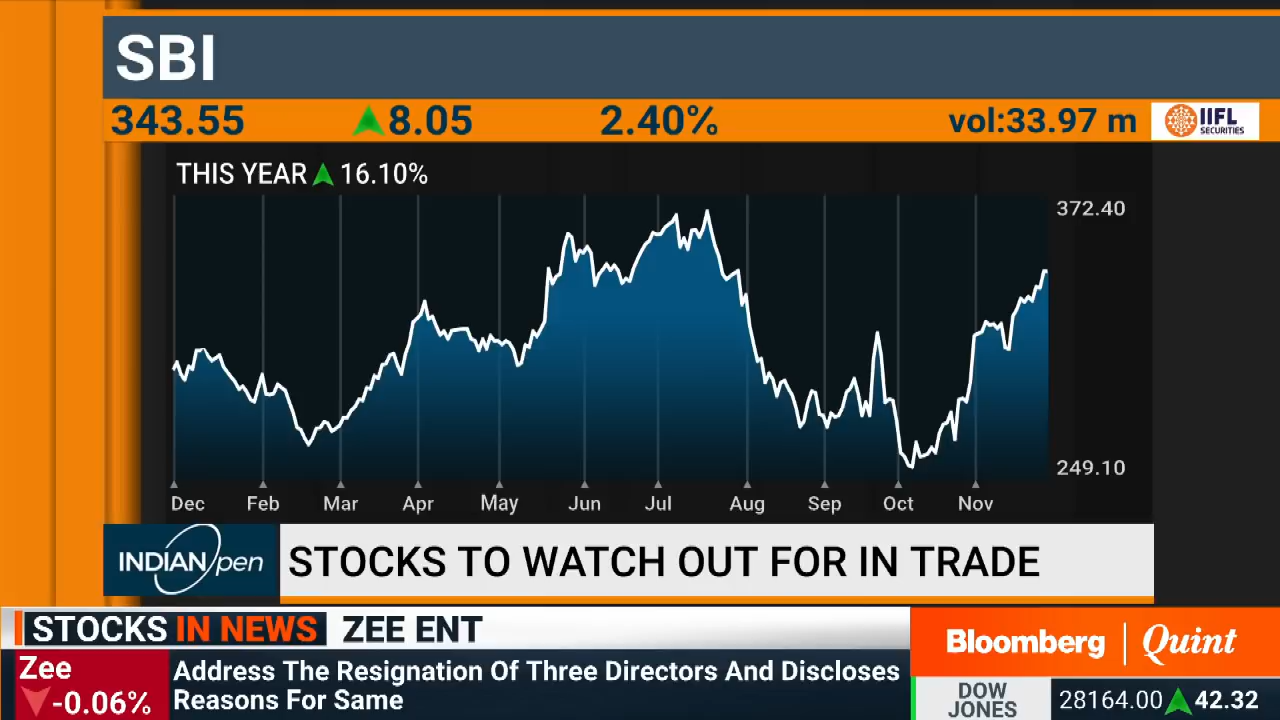 SBI
343.55 8.05 2.40% vol:33.97 m IIFL SECURITIES
THIS YEAR 16.10%
372.40
249.10
Dec Feb Mar Apr May Jun Jul Aug Sep Oct Nov
INDIAN pen STOCKS TO WATCH OUT FOR IN TRADE
STOCKS IN NEWS ZEE ENT
Bloomberg | Quint
Zee
-0.06%
Address The Resignation Of Three Directors And Discloses
Reasons For Same
DOW
JONES
28164.00 42.32